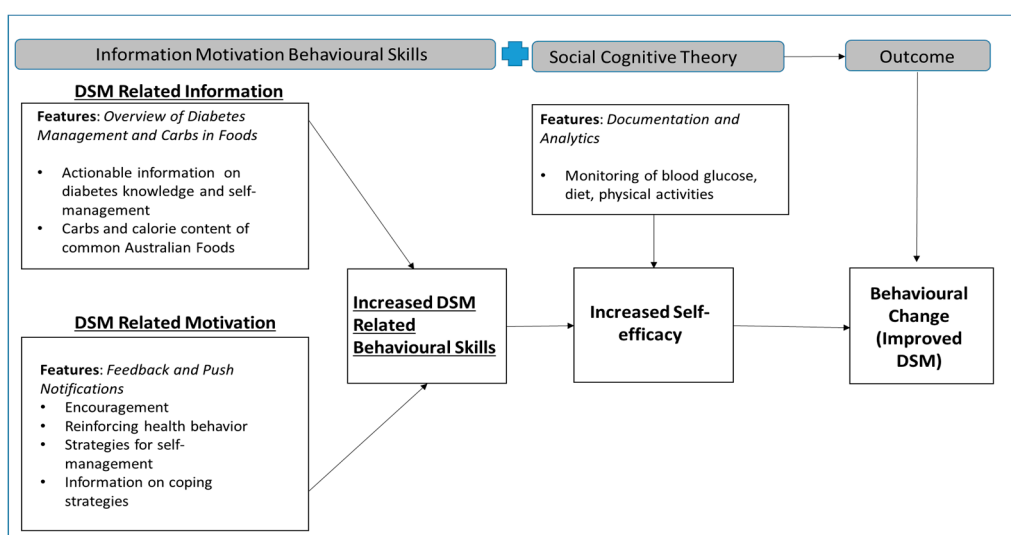 Information Motivation Behavioural Skills
Social Cognitive Theory
Outcome
DSM Related Information
Features: Overview of Diabetes
Management and Carbs in Foods
• Actionable information on
diabetes knowledge and self-
management
• Carbs and calorie content of
common Australian Foods
Features: Documentation and
Analytics
• Monitoring of blood glucose,
diet, physical activities
DSM Related Motivation
Features: Feedback and Push
Notifications
• Encouragement
• Reinforcing health behavior
• Strategies for self-
management
• Information on coping
strategies
Increased DSM
Related
Behavioural Skills
Increased Self-
efficacy
Behavioural
Change
(Improved
DSM)